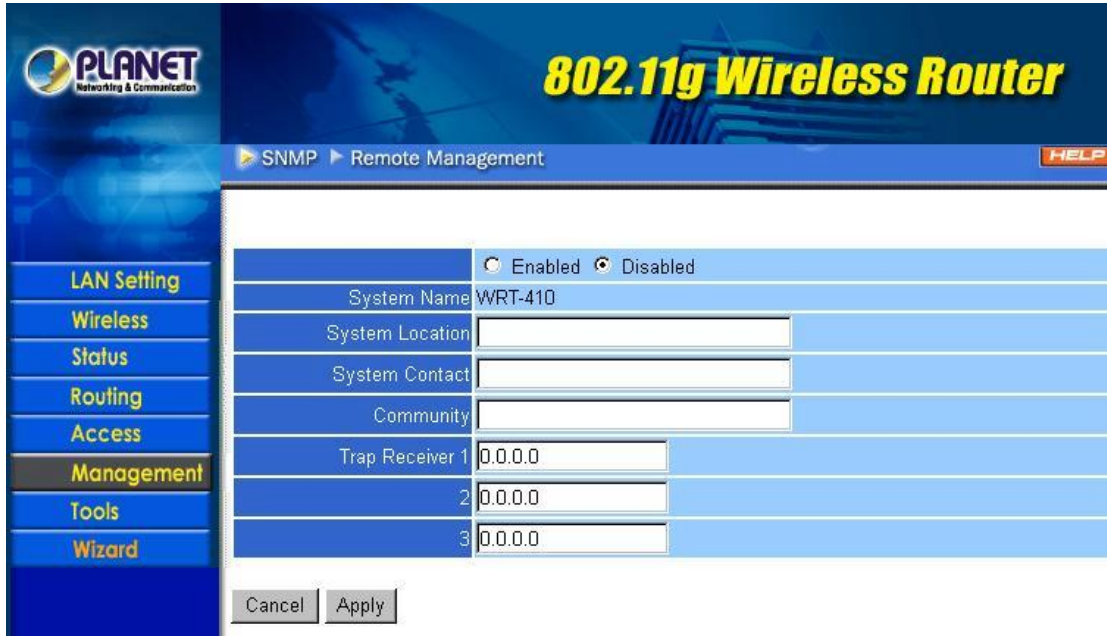 PLANET
Networking & Communication
802.11g Wireless Router
SNMP Remote Management
HELP
LAN Setting
Wireless
Status
Routing
Access
Management
Tools
Wizard
Enabled Disabled
System Name WRT-410
System Location
System Contact
Community
Trap Receiver 1 0.0.0.0
2 0.0.0.0
3 0.0.0.0
Cancel Apply